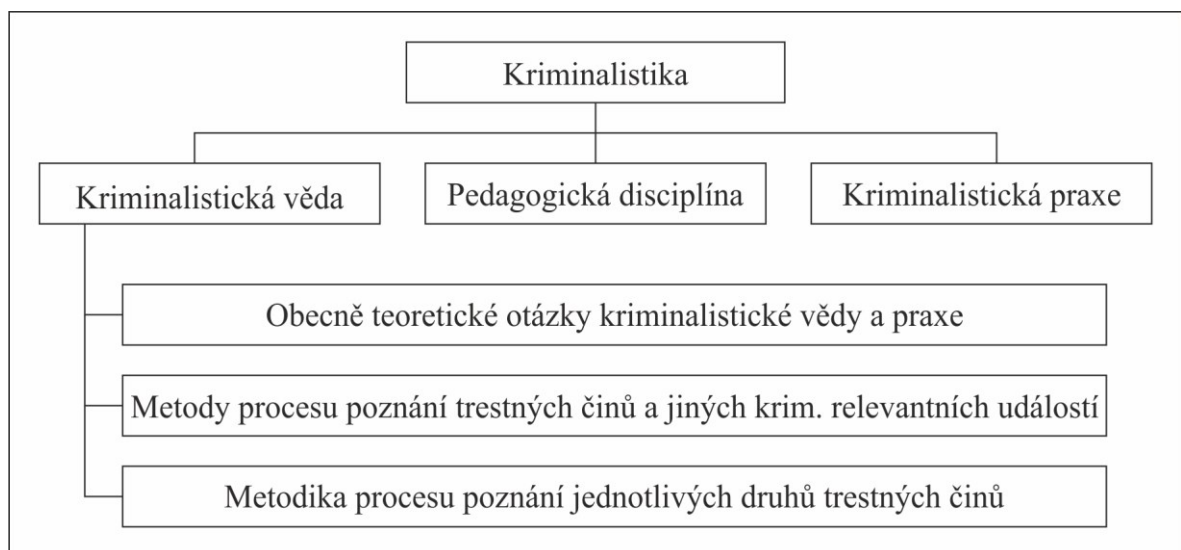 Kriminalistika
Kriminalistická věda
Pedagogická disciplína
Kriminalistická praxe
Obecně teoretické otázky kriminalistické vědy a praxe
Metody procesu poznání trestných činů a jiných krim. relevantních událostí
Metodika procesu poznání jednotlivých druhů trestných činů